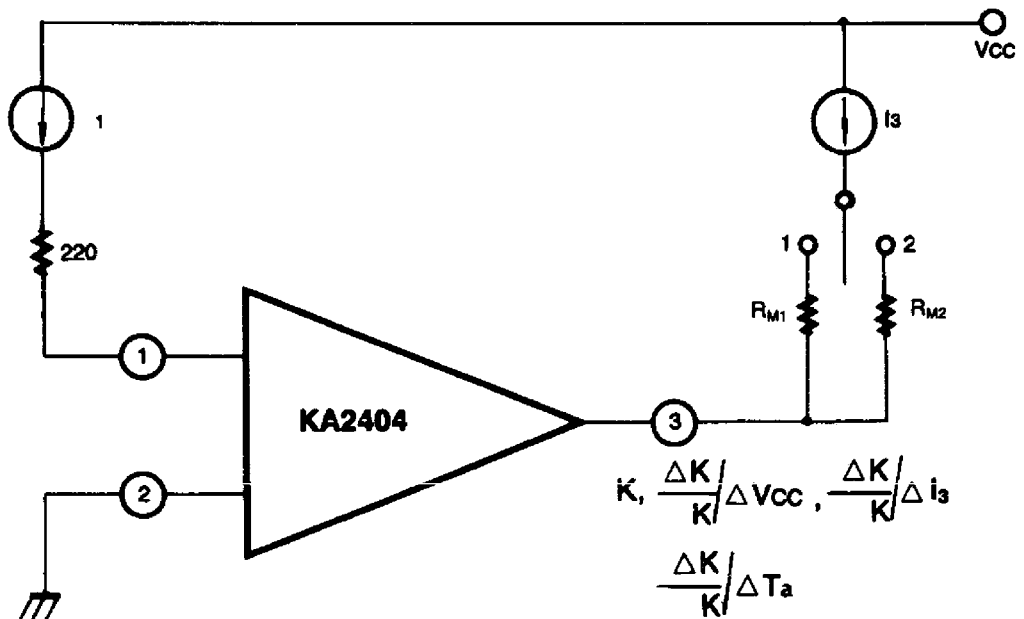 VCC
1
i3
220
1
2
RM1
RM2
1
KA2404
3
2
K, ΔK/K/ΔVCC, ΔK/K/Δi3
ΔK/K/ΔTa